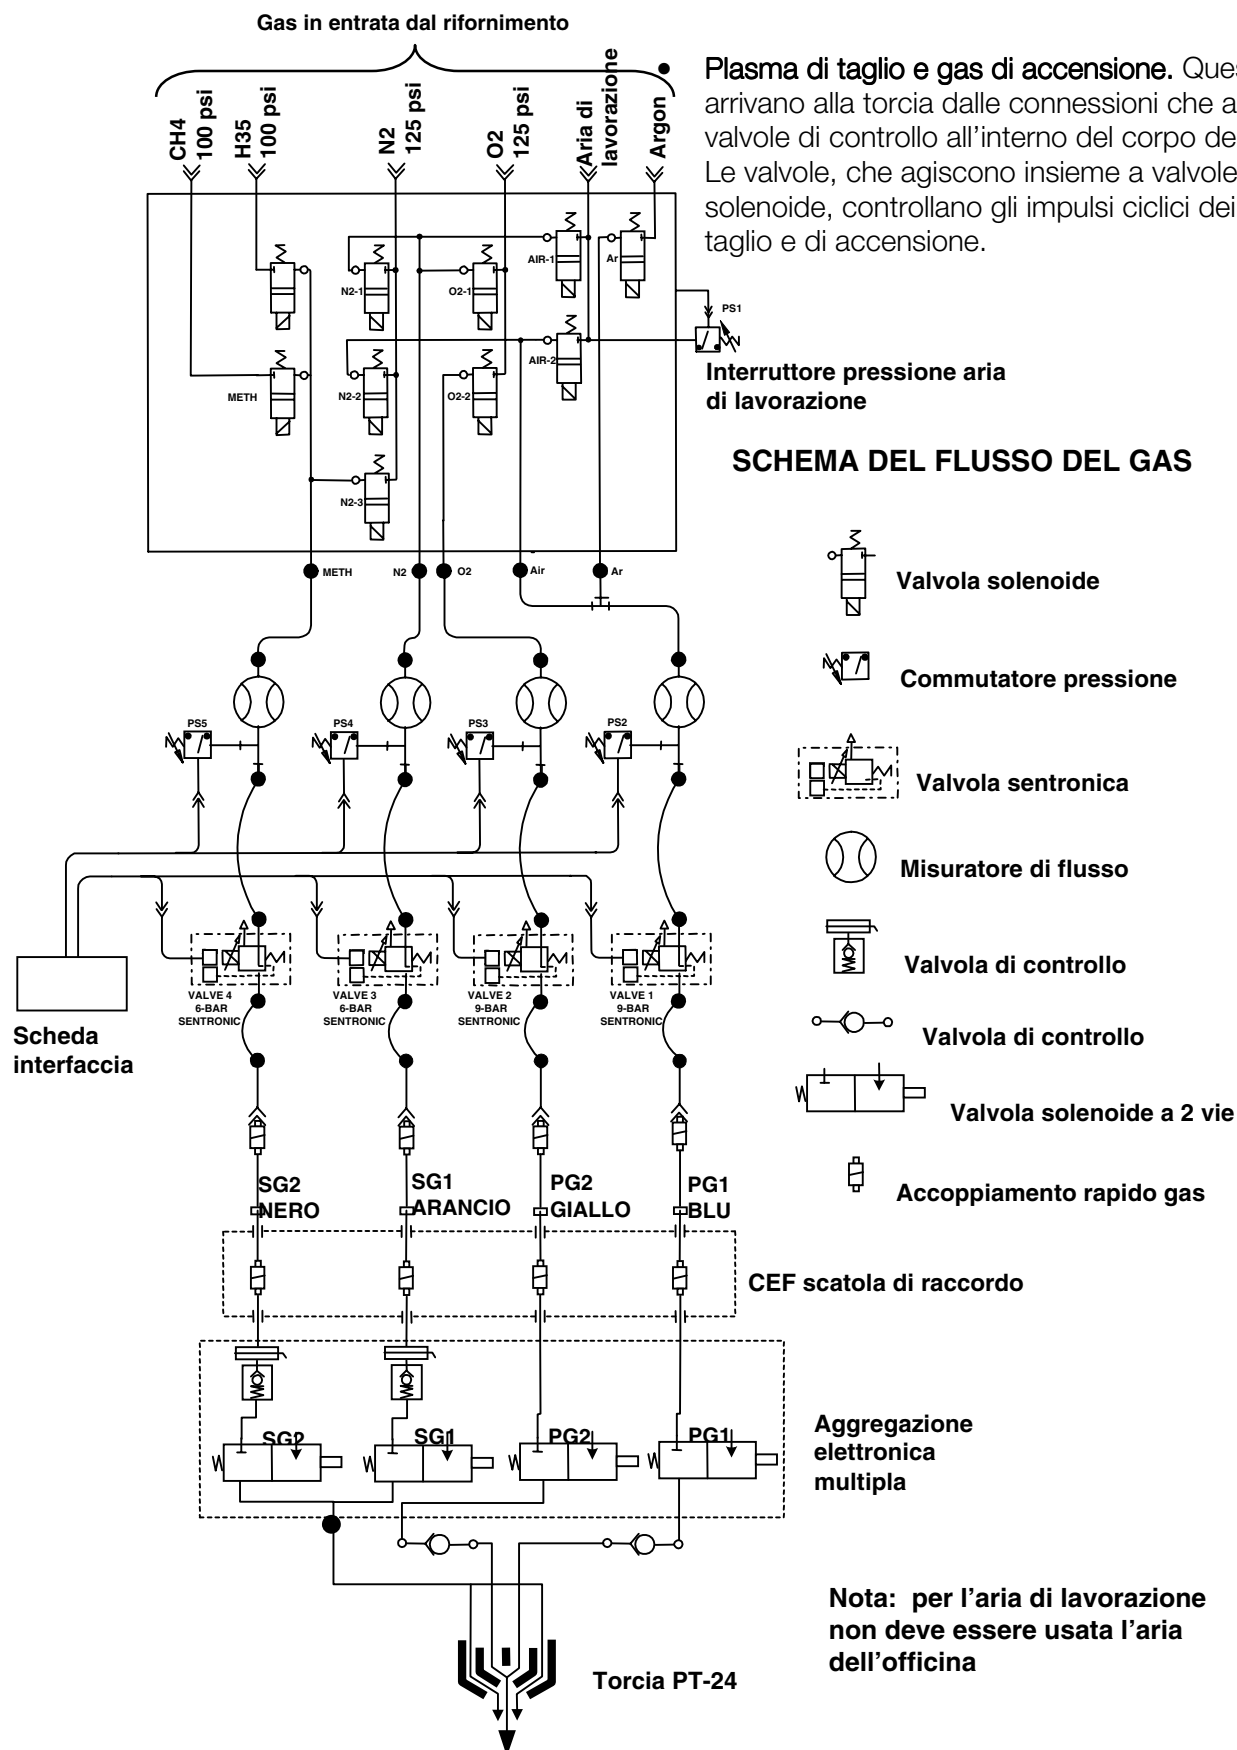 Gas in entrata dal rifornimento
CH4
100 psi
H35
100 psi
N2
125 psi
O2
125 psi
Aria di
lavorazione
Argon
Plasma di taglio e gas di accensione.
arrivano alla torcia dalle connessioni che a
valvole di controllo all'interno del corpo de
Le valvole, che agiscono insieme a valvole
solenoide, controllano gli impulsi ciclici dei
taglio e di accensione.
AIR-1
Ar
N2-1
O2-1
PS1
AIR-2
METH
N2-2
O2-2
N2-3
Interruttore pressione aria
di lavorazione
SCHEMA DEL FLUSSO DEL GAS
METH
N2
O2
Air
Ar
Valvola solenoide
Commutatore pressione
PS5
PS4
PS3
PS2
Valvola sentronica
Misuratore di flusso
Valvola di controllo
VALVE 4
6-BAR
SENTRONIC
VALVE 3
6-BAR
SENTRONIC
VALVE 2
9-BAR
SENTRONIC
VALVE 1
9-BAR
SENTRONIC
Scheda
interfaccia
Valvola di controllo
Valvola solenoide a 2 vie
SG2
NERO
SG1
ARANCIO
PG2
GIALLO
PG1
BLU
Accoppiamento rapido gas
CEF scatola di raccordo
SG2
SG1
PG2
PG1
Aggregazione
elettronica
multipla
Nota: per l'aria di lavorazione
non deve essere usata l'aria
dell'officina
Torcia PT-24